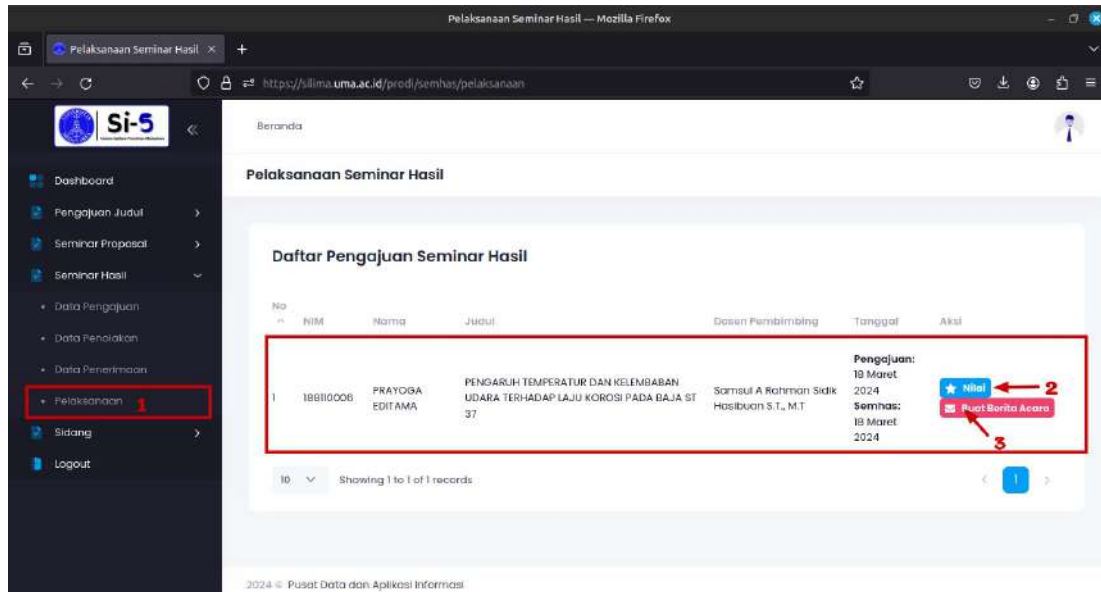 Pelaksanaan Seminar Hasil — Mozilla Firefox
Pelaksanaan Seminar Hasil
https://silima.uma.ac.id/prodi/semhas/pelaksanaan
Si-5
Beranda
Pelaksanaan Seminar Hasil
Dashboard
Pengajuan Judul
Seminar Proposal
Seminar Hasil
Data Pengajuan
Data Penolakan
Data Penerimaan
Pelaksanaan 1
Sidang
Logout
Daftar Pengajuan Seminar Hasil
No NIM Nama Judul Dosen Pembimbing Tanggal Aksi
1 188110006 PRAYOGA EDITAMA
PENGARUH TEMPERATUR DAN KELEMBABAN
UDARA TERHADAP LAJU KOROSI PADA BAJA ST
37
Samsul A Rahman Sidik
Hasibuan S.T., M.T
Pengajuan:
18 Maret
2024
Semhas:
18 Maret
2024
Nilai 2
Buat Berita Acara
3
10 Showing 1 to 1 of 1 records 1
2024 © Pusat Data dan Aplikasi Informasi